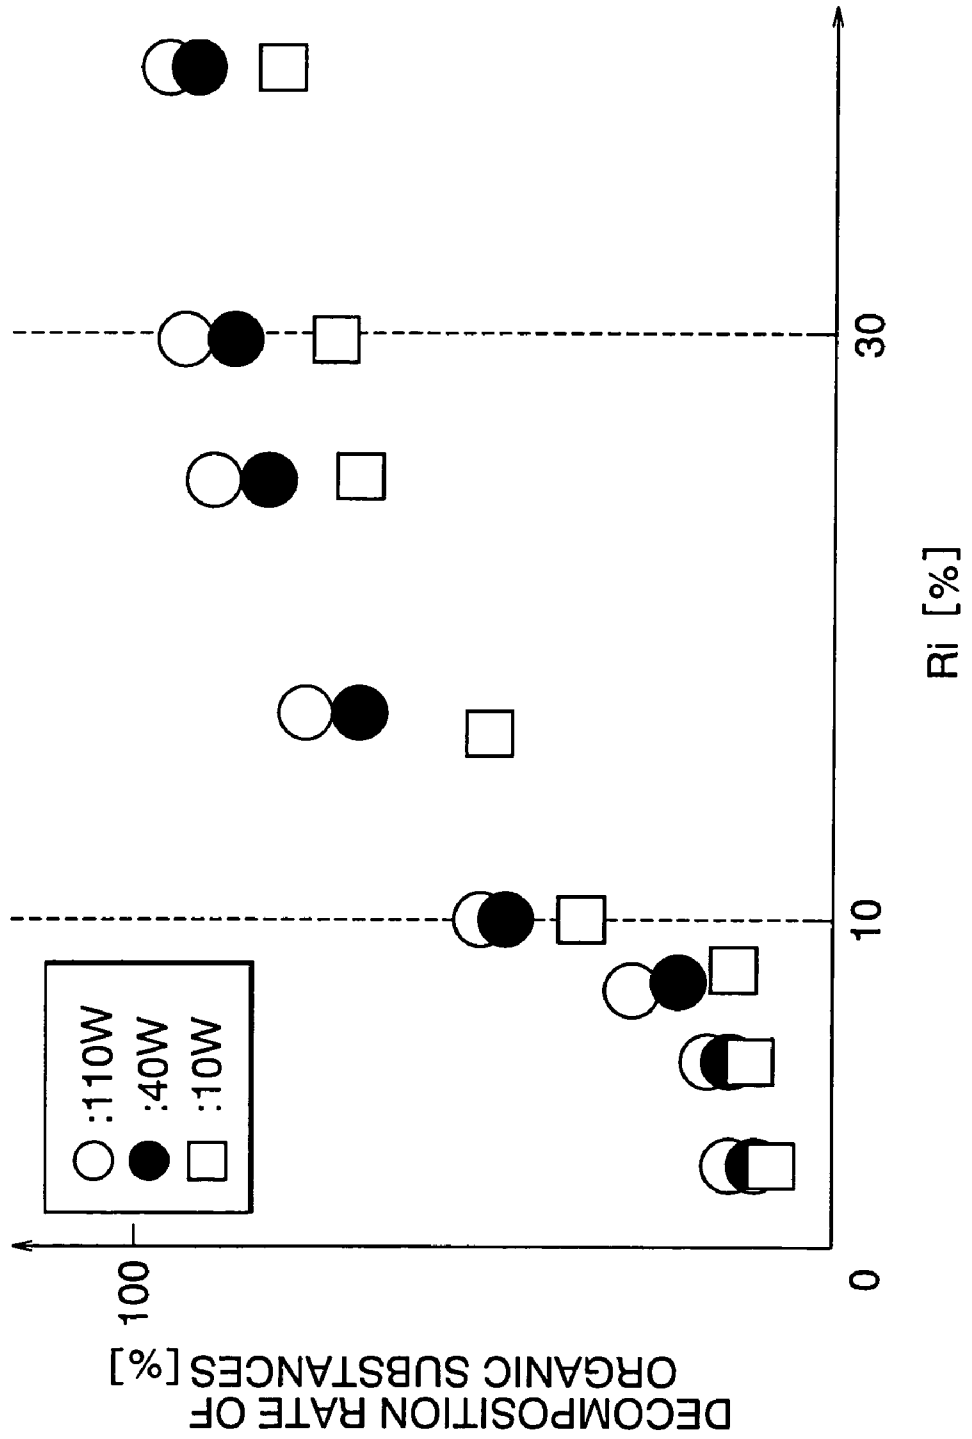 DECOMPOSITION RATE OF
ORGANIC SUBSTANCES [%]
100
:110W
:40W
:10W
0
10
30
Ri [%]